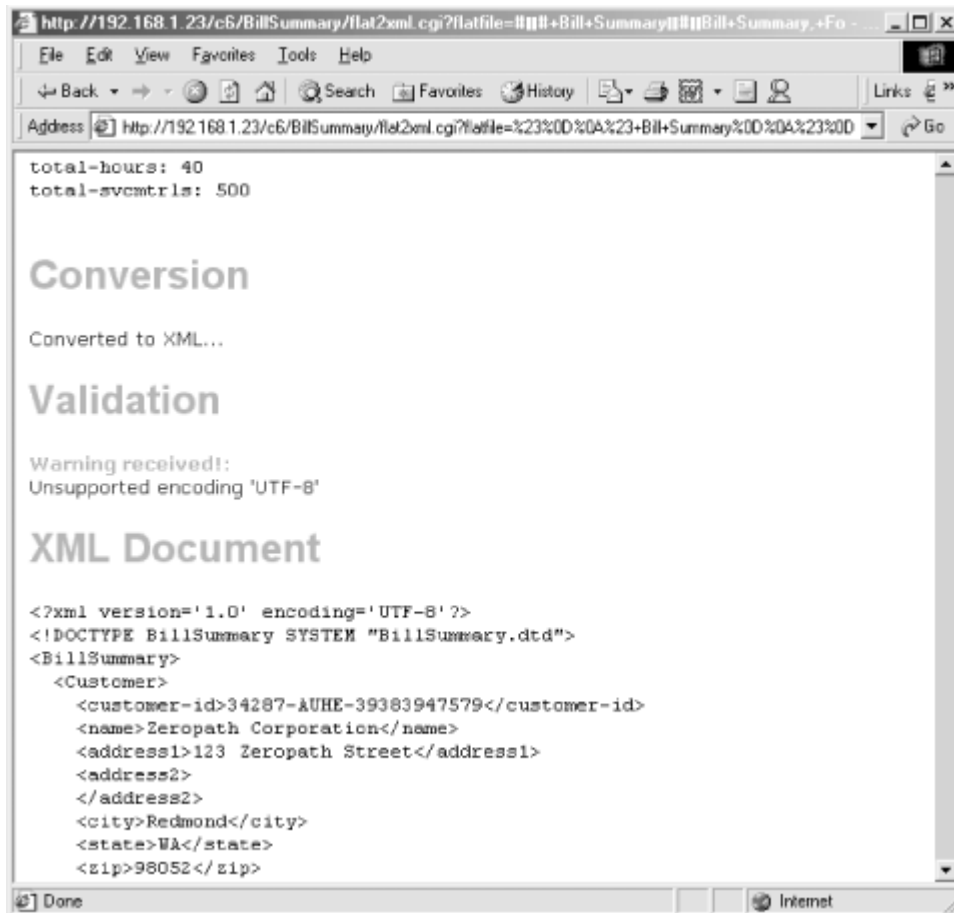 http://192.168.1.23/c6/BillSummary/flat2xml.cgi?flatfile=#▯▯#+Bill+Summary▯▯#▯▯Bill+Summary,+Fo - ...
File Edit View Favorites Tools Help
Back Search Favorites History Links »
Address http://192.168.1.23/c6/BillSummary/flat2xml.cgi?flatfile=%23%0D%0A%23+Bill+Summary%0D%0A%23%0D Go
total-hours: 40
total-svcmtrls: 500
Conversion
Converted to XML...
Validation
Warning received!:
Unsupported encoding 'UTF-8'
XML Document
<?xml version='1.0' encoding='UTF-8'?>
<!DOCTYPE BillSummary SYSTEM "BillSummary.dtd">
<BillSummary>
<Customer>
<customer-id>34287-AUHE-39383947579</customer-id>
<name>Zeropath Corporation</name>
<address1>123 Zeropath Street</address1>
<address2>
</address2>
<city>Redmond</city>
<state>WA</state>
<zip>98052</zip>
Done Internet